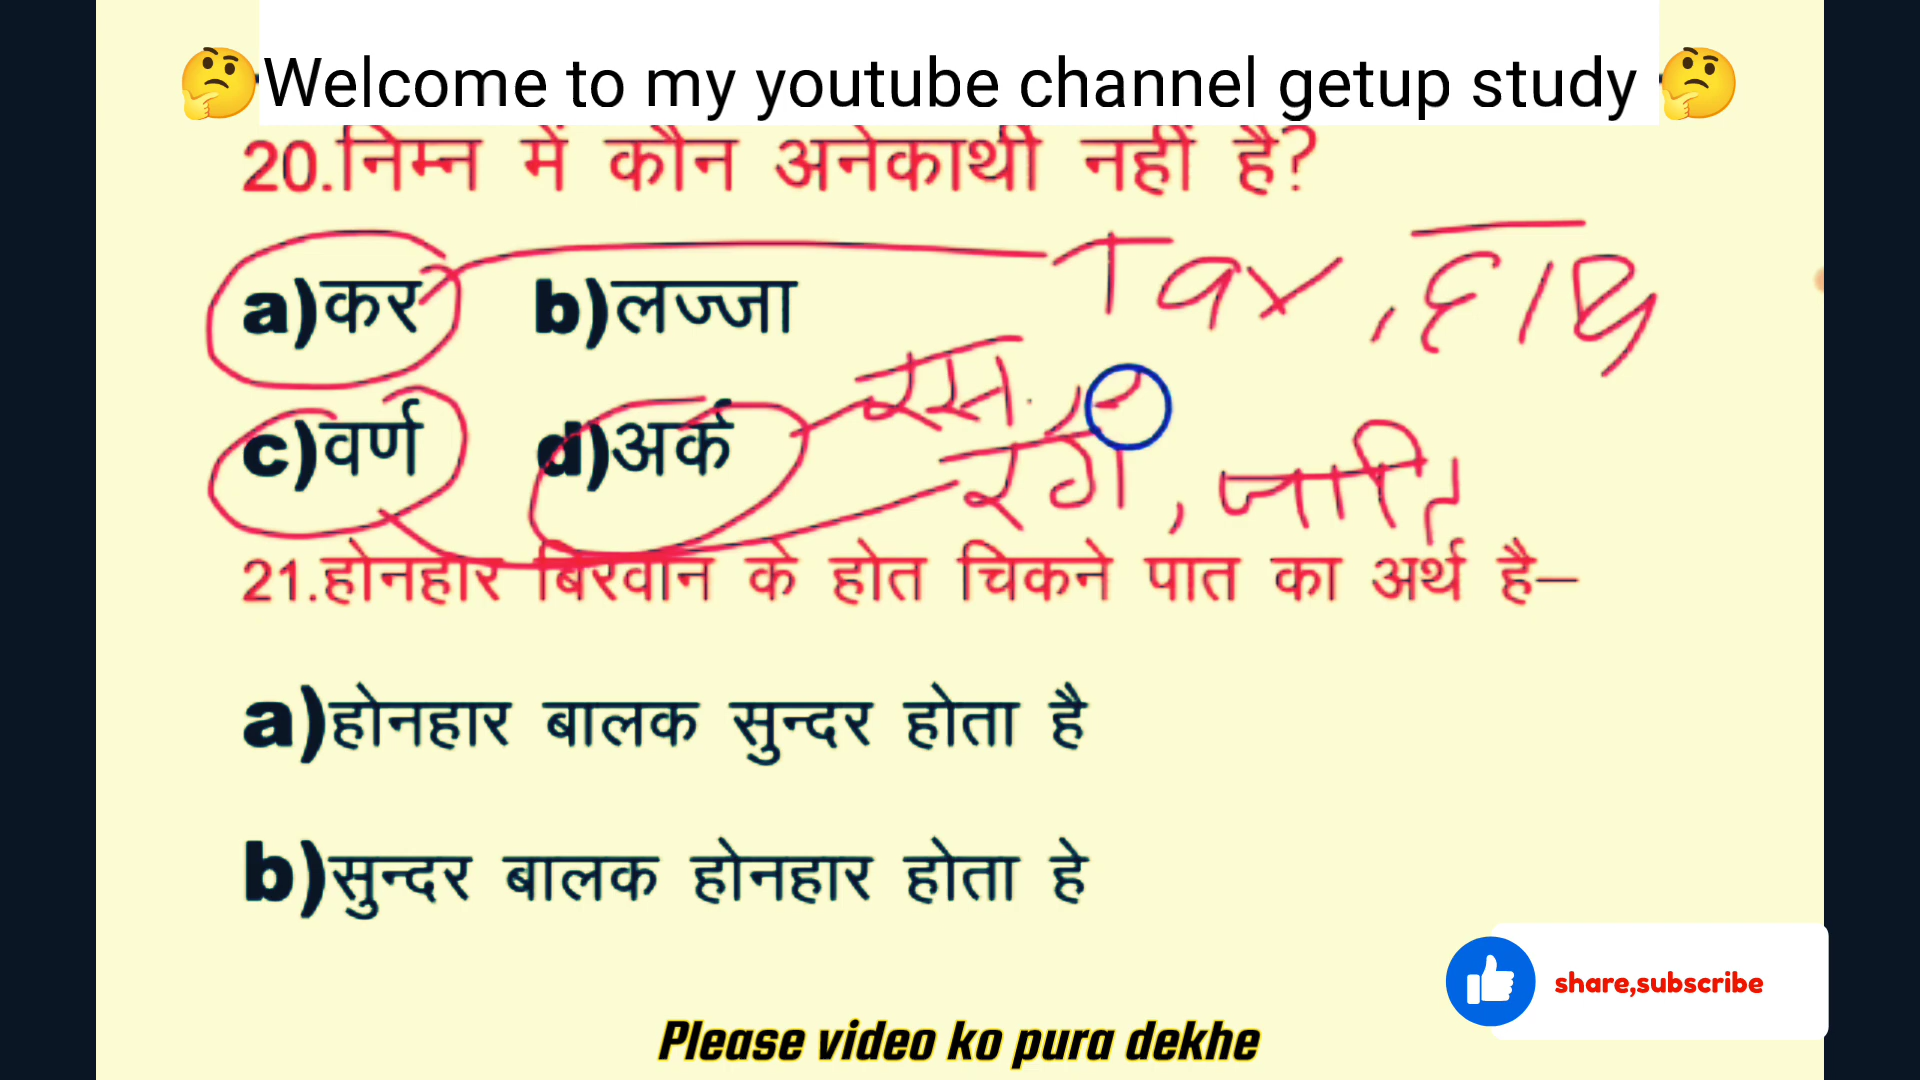 🤔Welcome to my youtube channel getup study🤔
20.निम्न में कौन अनेकार्थी नहीं है?
a)कर b)लज्जा
Tax, हाथ
c)वर्ण d)अर्क
रस.
रंग, जाति
21.होनहार बिरवान के होत चिकने पात का अर्थ है–
a)होनहार बालक सुन्दर होता है
b)सुन्दर बालक होनहार होता हे
share,subscribe
Please video ko pura dekhe